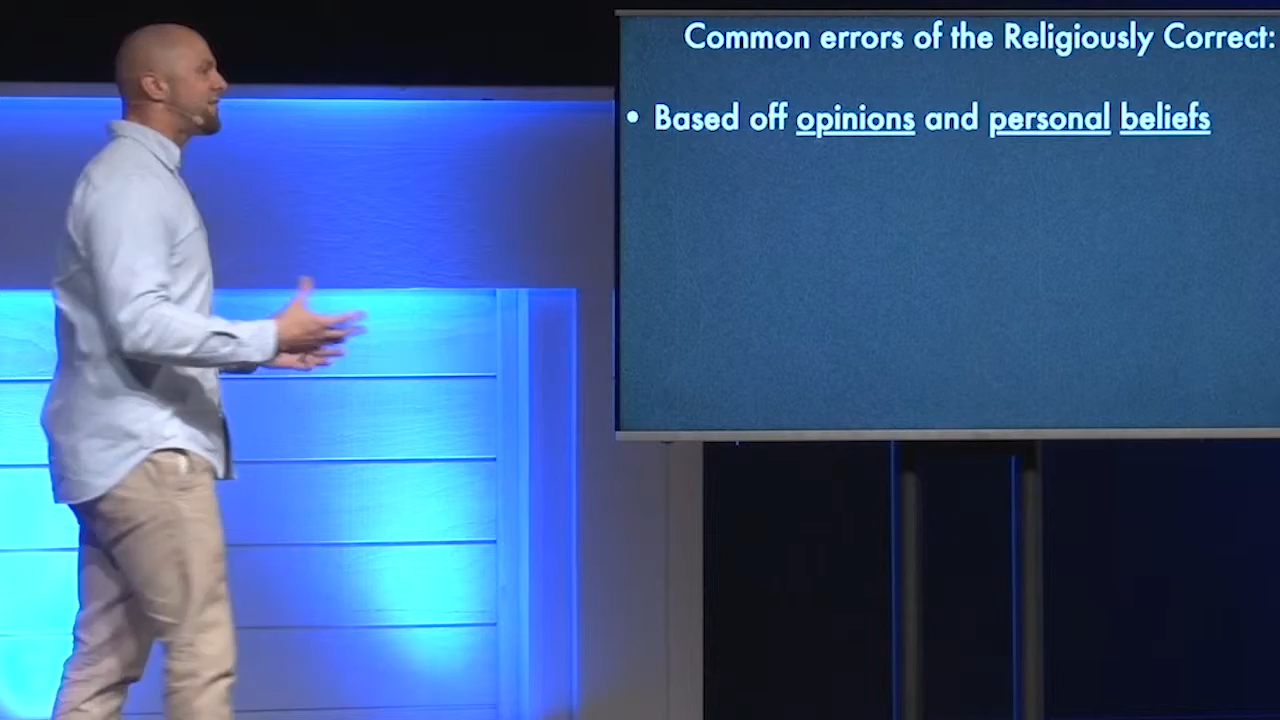 Common errors of the Religiously Correct:
• Based off opinions and personal beliefs